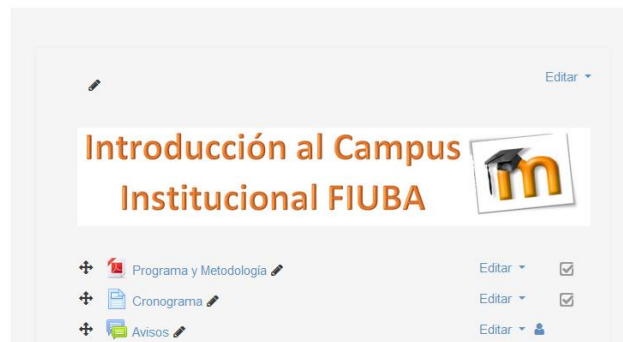 Editar
Introducción al Campus
Institucional FIUBA
m
Programa y Metodología Editar
Cronograma Editar
Avisos Editar